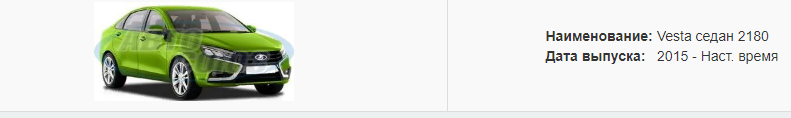 Наименование: Vesta седан 2180
Дата выпуска: 2015 - Наст. время